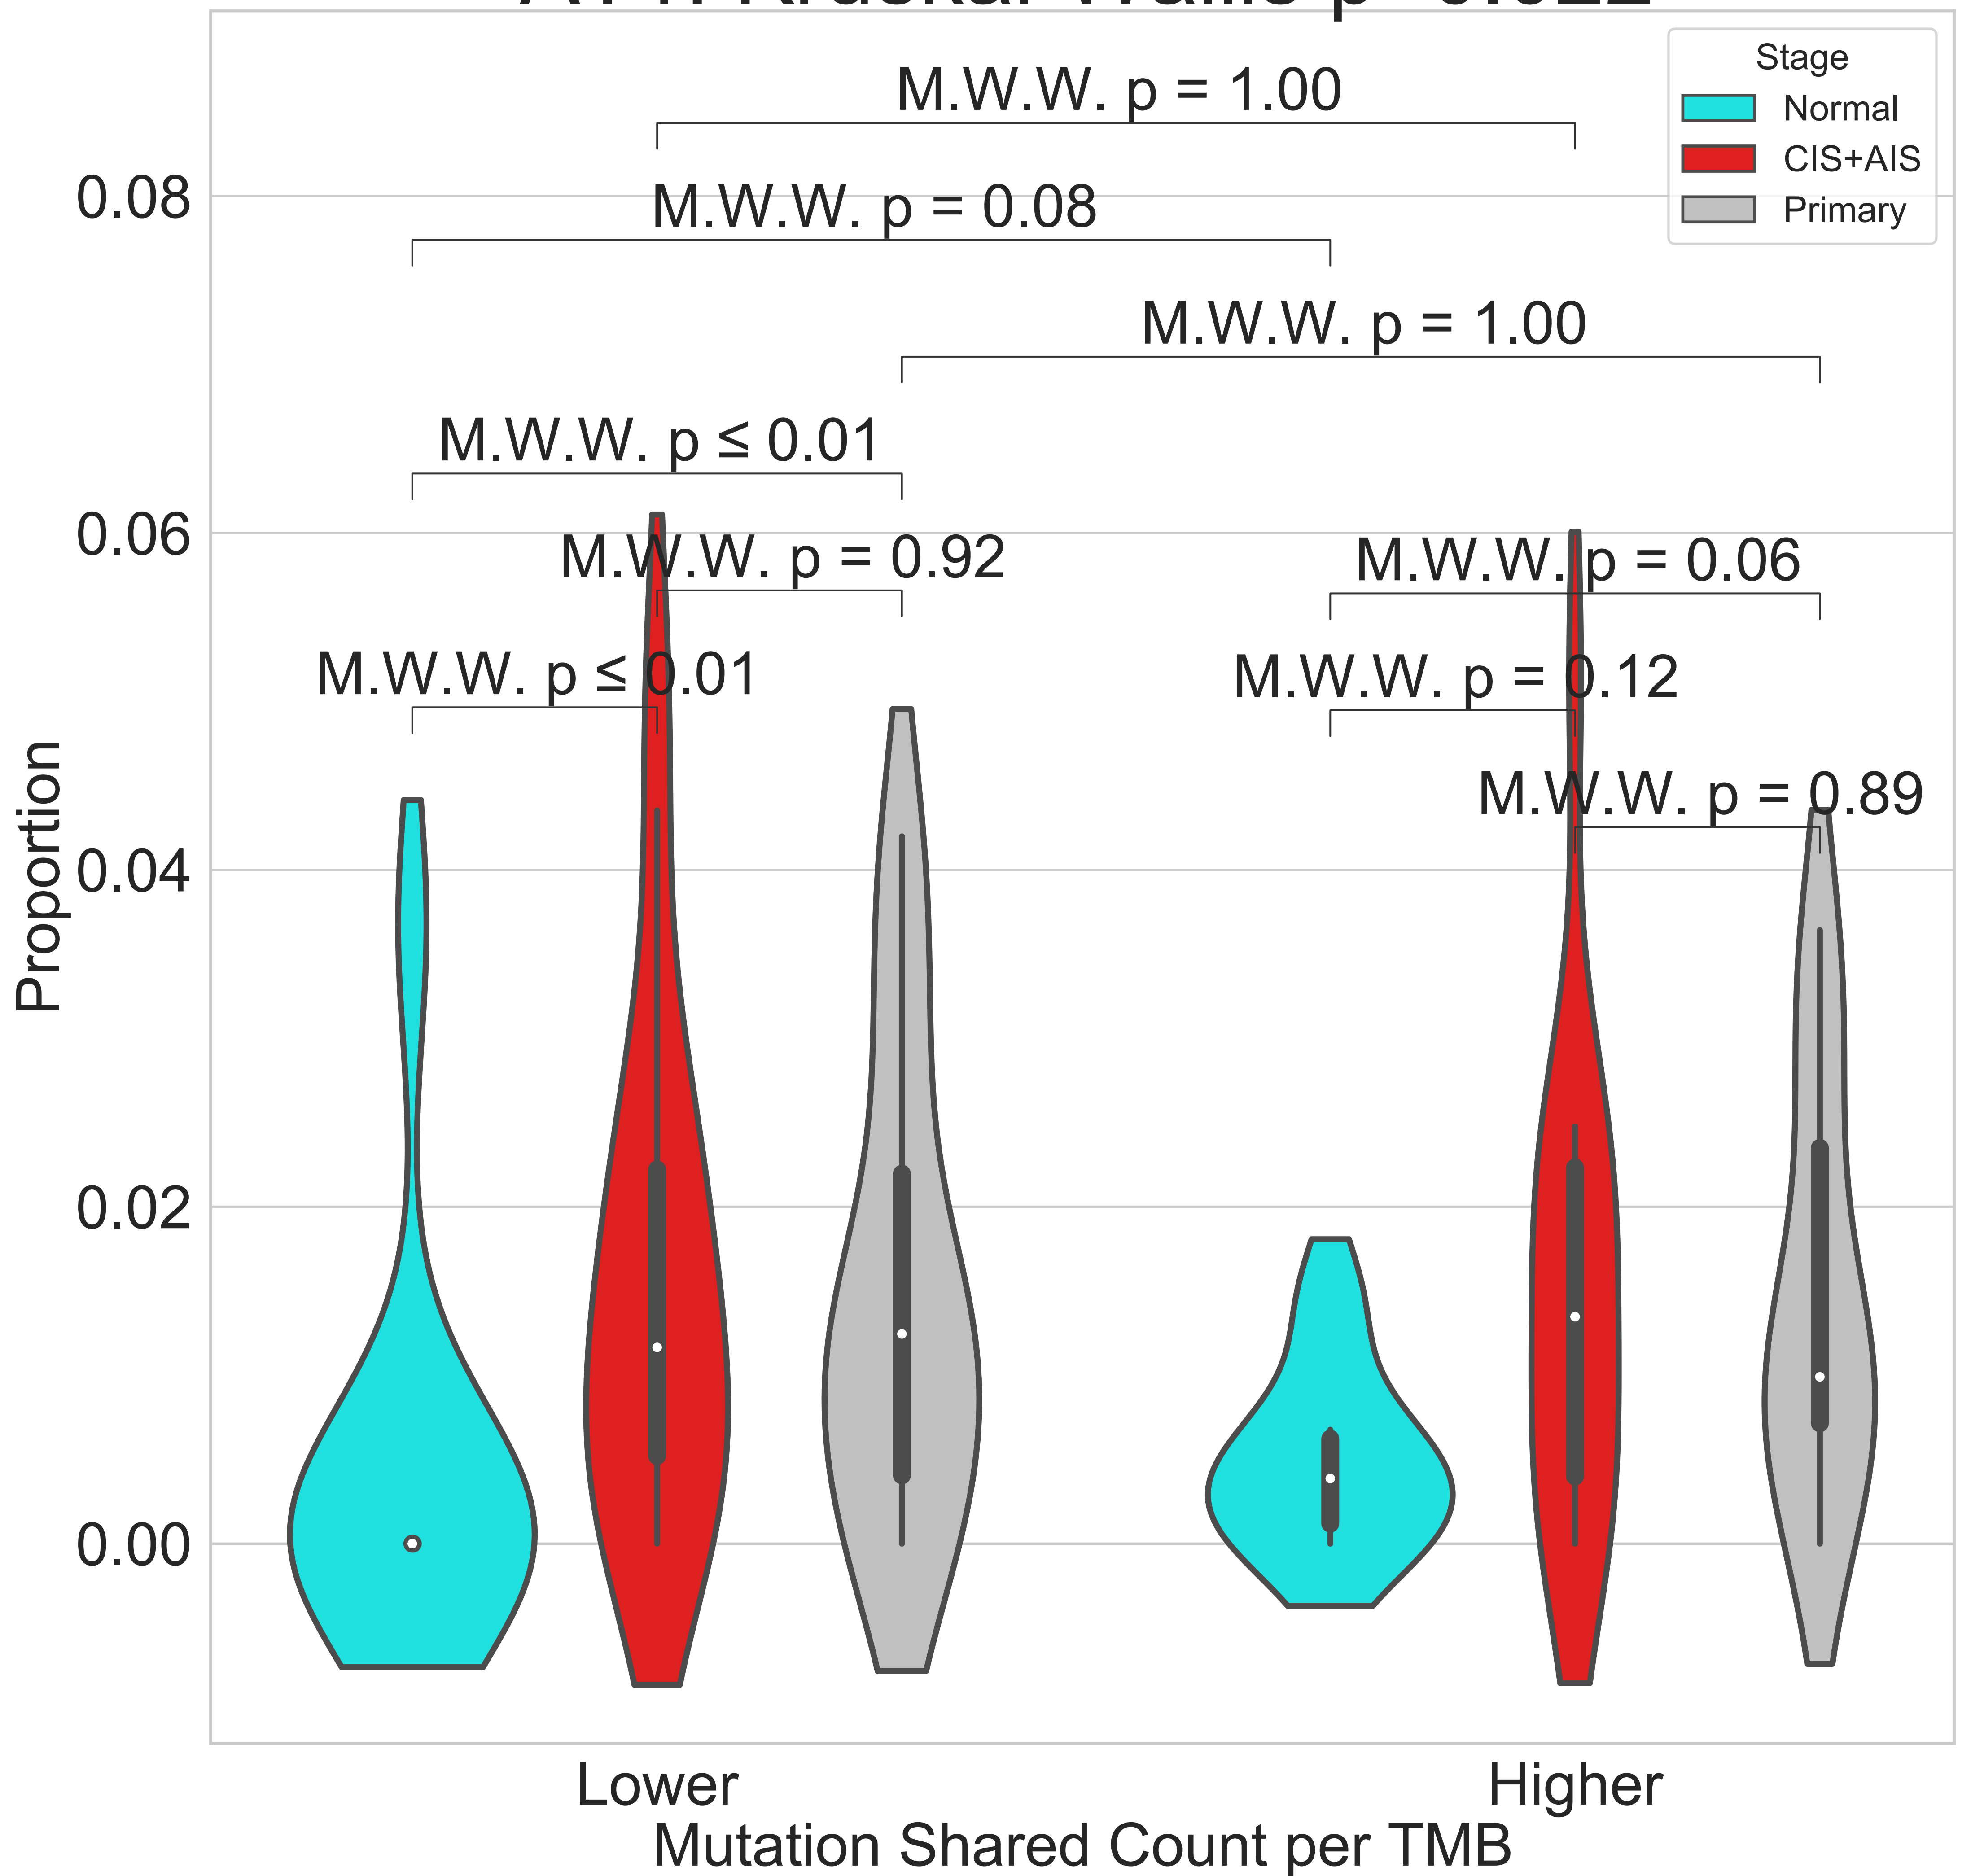 Stage
Normal
CIS+AIS
Primary
M.W.W. p = 1.00
0.08
M.W.W. p = 0.08
M.W.W. p = 1.00
M.W.W. p ≤ 0.01
0.06
M.W.W. p = 0.92
M.W.W. p = 0.06
M.W.W. p ≤ 0.01
M.W.W. p = 0.12
M.W.W. p = 0.89
Proportion
0.04
0.02
0.00
Lower
Higher
Mutation Shared Count per TMB